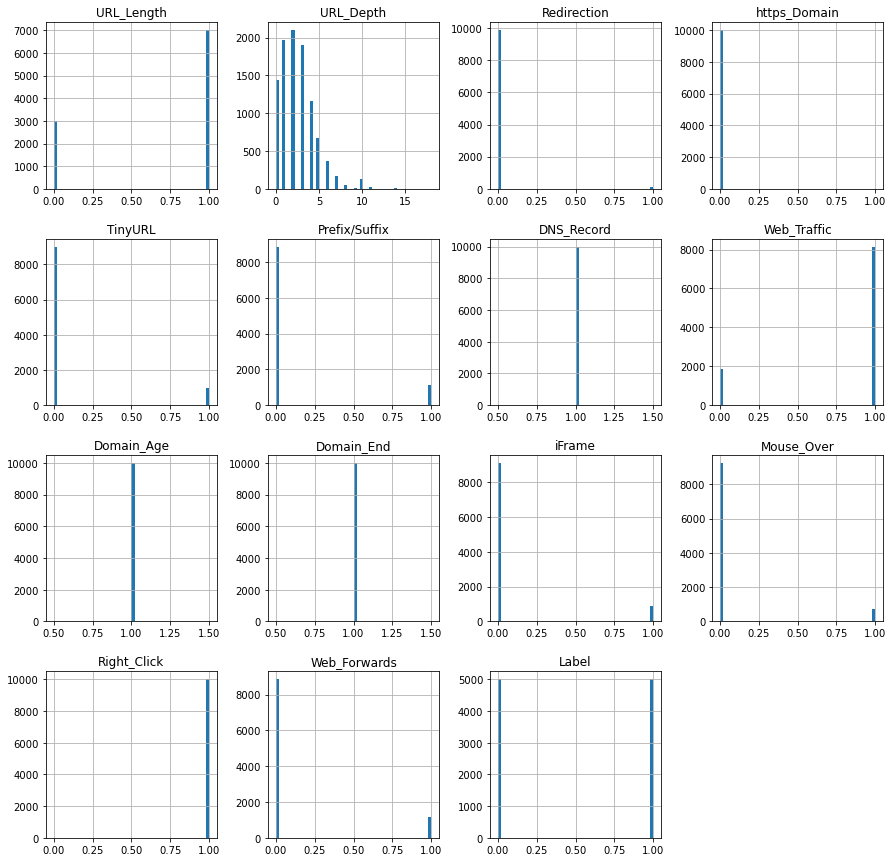 URL_Length URL_Depth Redirection https_Domain
7000 6000 5000 4000 3000 2000 1000 0
2000 1500 1000 500 0
10000 8000 6000 4000 2000 0
10000 8000 6000 4000 2000 0
0.00 0.25 0.50 0.75 1.00 0 5 10 15 0.00 0.25 0.50 0.75 1.00 0.00 0.25 0.50 0.75 1.00
TinyURL Prefix/Suffix DNS_Record Web_Traffic
8000 6000 4000 2000 0
8000 6000 4000 2000 0
10000 8000 6000 4000 2000 0
8000 6000 4000 2000 0
0.00 0.25 0.50 0.75 1.00 0.00 0.25 0.50 0.75 1.00 0.50 0.75 1.00 1.25 1.50 0.00 0.25 0.50 0.75 1.00
Domain_Age Domain_End iFrame Mouse_Over
10000 8000 6000 4000 2000 0
10000 8000 6000 4000 2000 0
8000 6000 4000 2000 0
8000 6000 4000 2000 0
0.50 0.75 1.00 1.25 1.50 0.50 0.75 1.00 1.25 1.50 0.00 0.25 0.50 0.75 1.00 0.00 0.25 0.50 0.75 1.00
Right_Click Web_Forwards Label
10000 8000 6000 4000 2000 0
8000 6000 4000 2000 0
5000 4000 3000 2000 1000 0
0.00 0.25 0.50 0.75 1.00 0.00 0.25 0.50 0.75 1.00 0.00 0.25 0.50 0.75 1.00